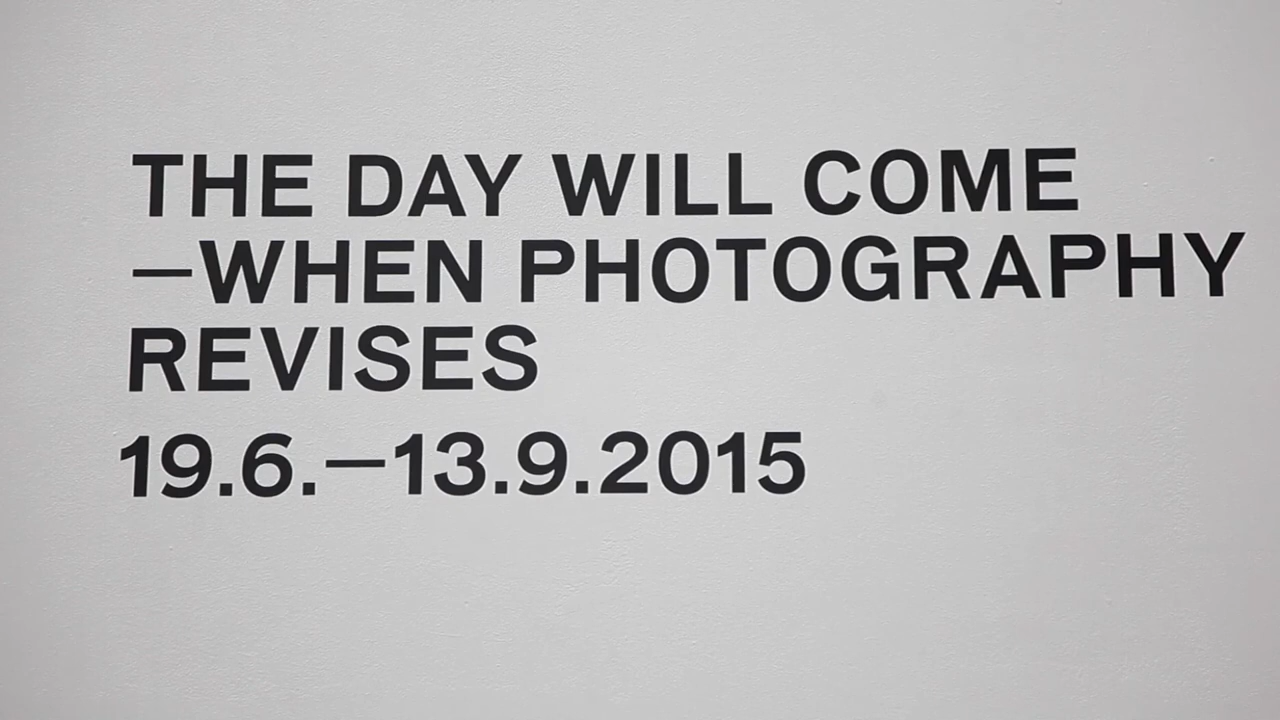 THE DAY WILL COME
—WHEN PHOTOGRAPHY
REVISES
19.6.—13.9.2015